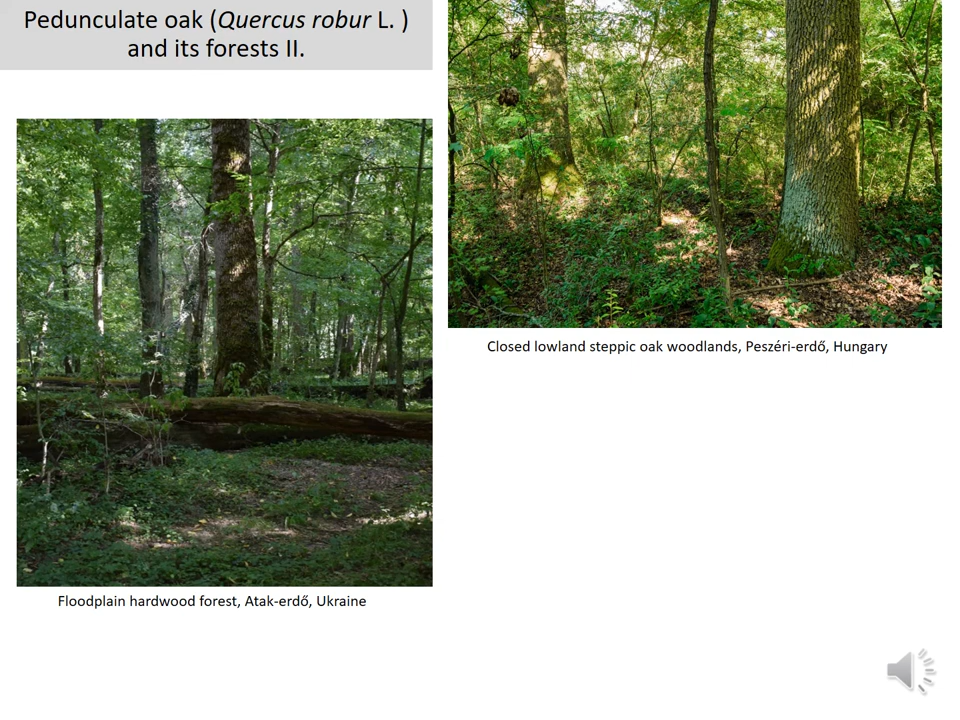 Pedunculate oak (Quercus robur L. )
and its forests II.
Closed lowland steppic oak woodlands, Peszéri-erdő, Hungary
Floodplain hardwood forest, Atak-erdő, Ukraine